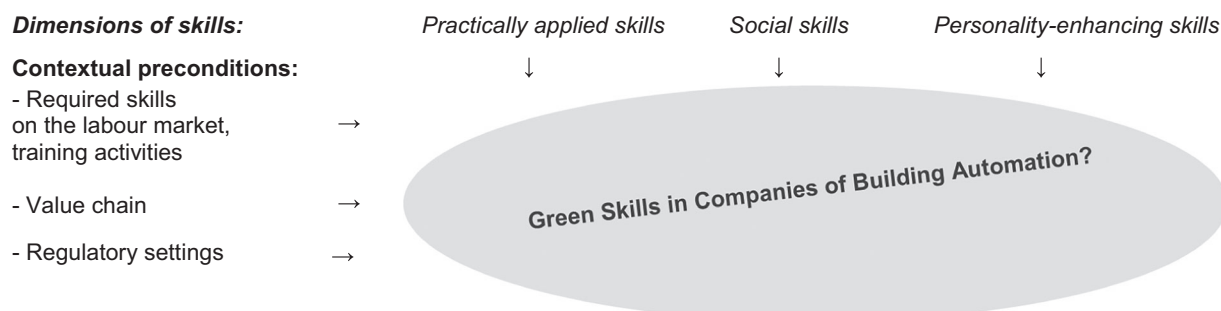 Dimensions of skills: Practically applied skills Social skills Personality-enhancing skills
↓ ↓ ↓
Contextual preconditions:
- Required skills
on the labour market, →
training activities
Green Skills in Companies of Building Automation?
- Value chain →
- Regulatory settings →